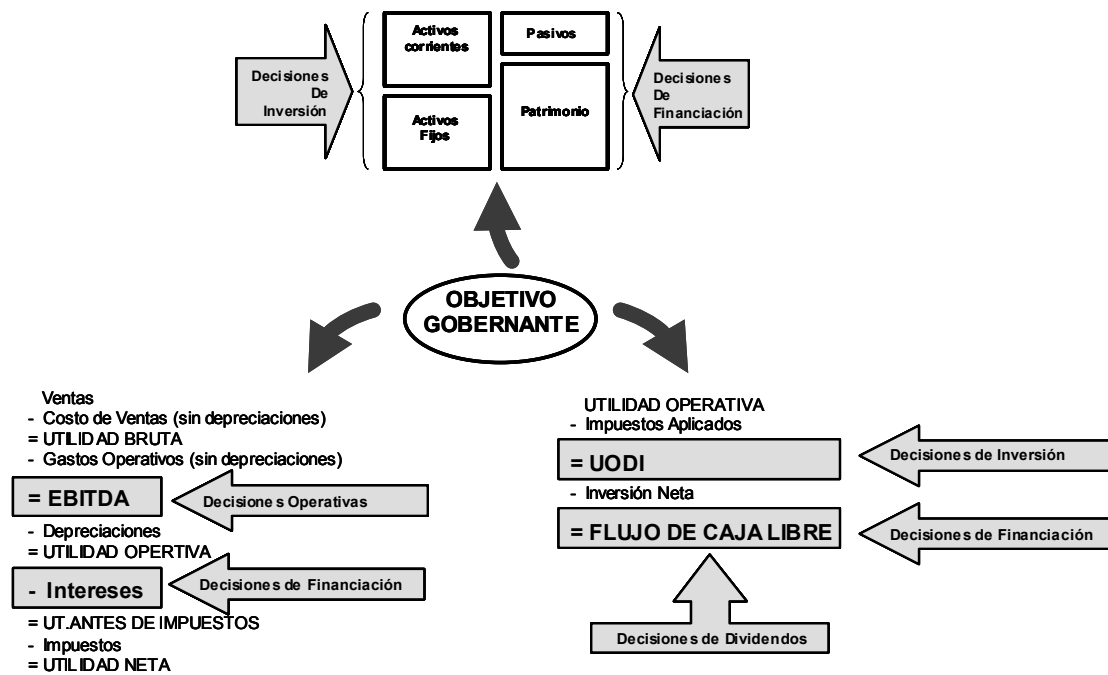 Activos
corrientes
Pasivos
Decisiones
De
Inversión
Activos
Fijos
Patrimonio
Decisiones
De
Financiación
OBJETIVO
GOBERNANTE
Ventas
- Costo de Ventas (sin depreciaciones)
= UTILIDAD BRUTA
- Gastos Operativos (sin depreciaciones)
= EBITDA
Decisiones Operativas
- Depreciaciones
= UTILIDAD OPERTIVA
- Intereses
Decisiones de Financiación
= UT.ANTES DE IMPUESTOS
- Impuestos
= UTILIDAD NETA
UTILIDAD OPERATIVA
- Impuestos Aplicados
= UODI
Decisiones de Inversión
- Inversión Neta
= FLUJO DE CAJA LIBRE
Decisiones de Financiación
Decisiones de Dividendos